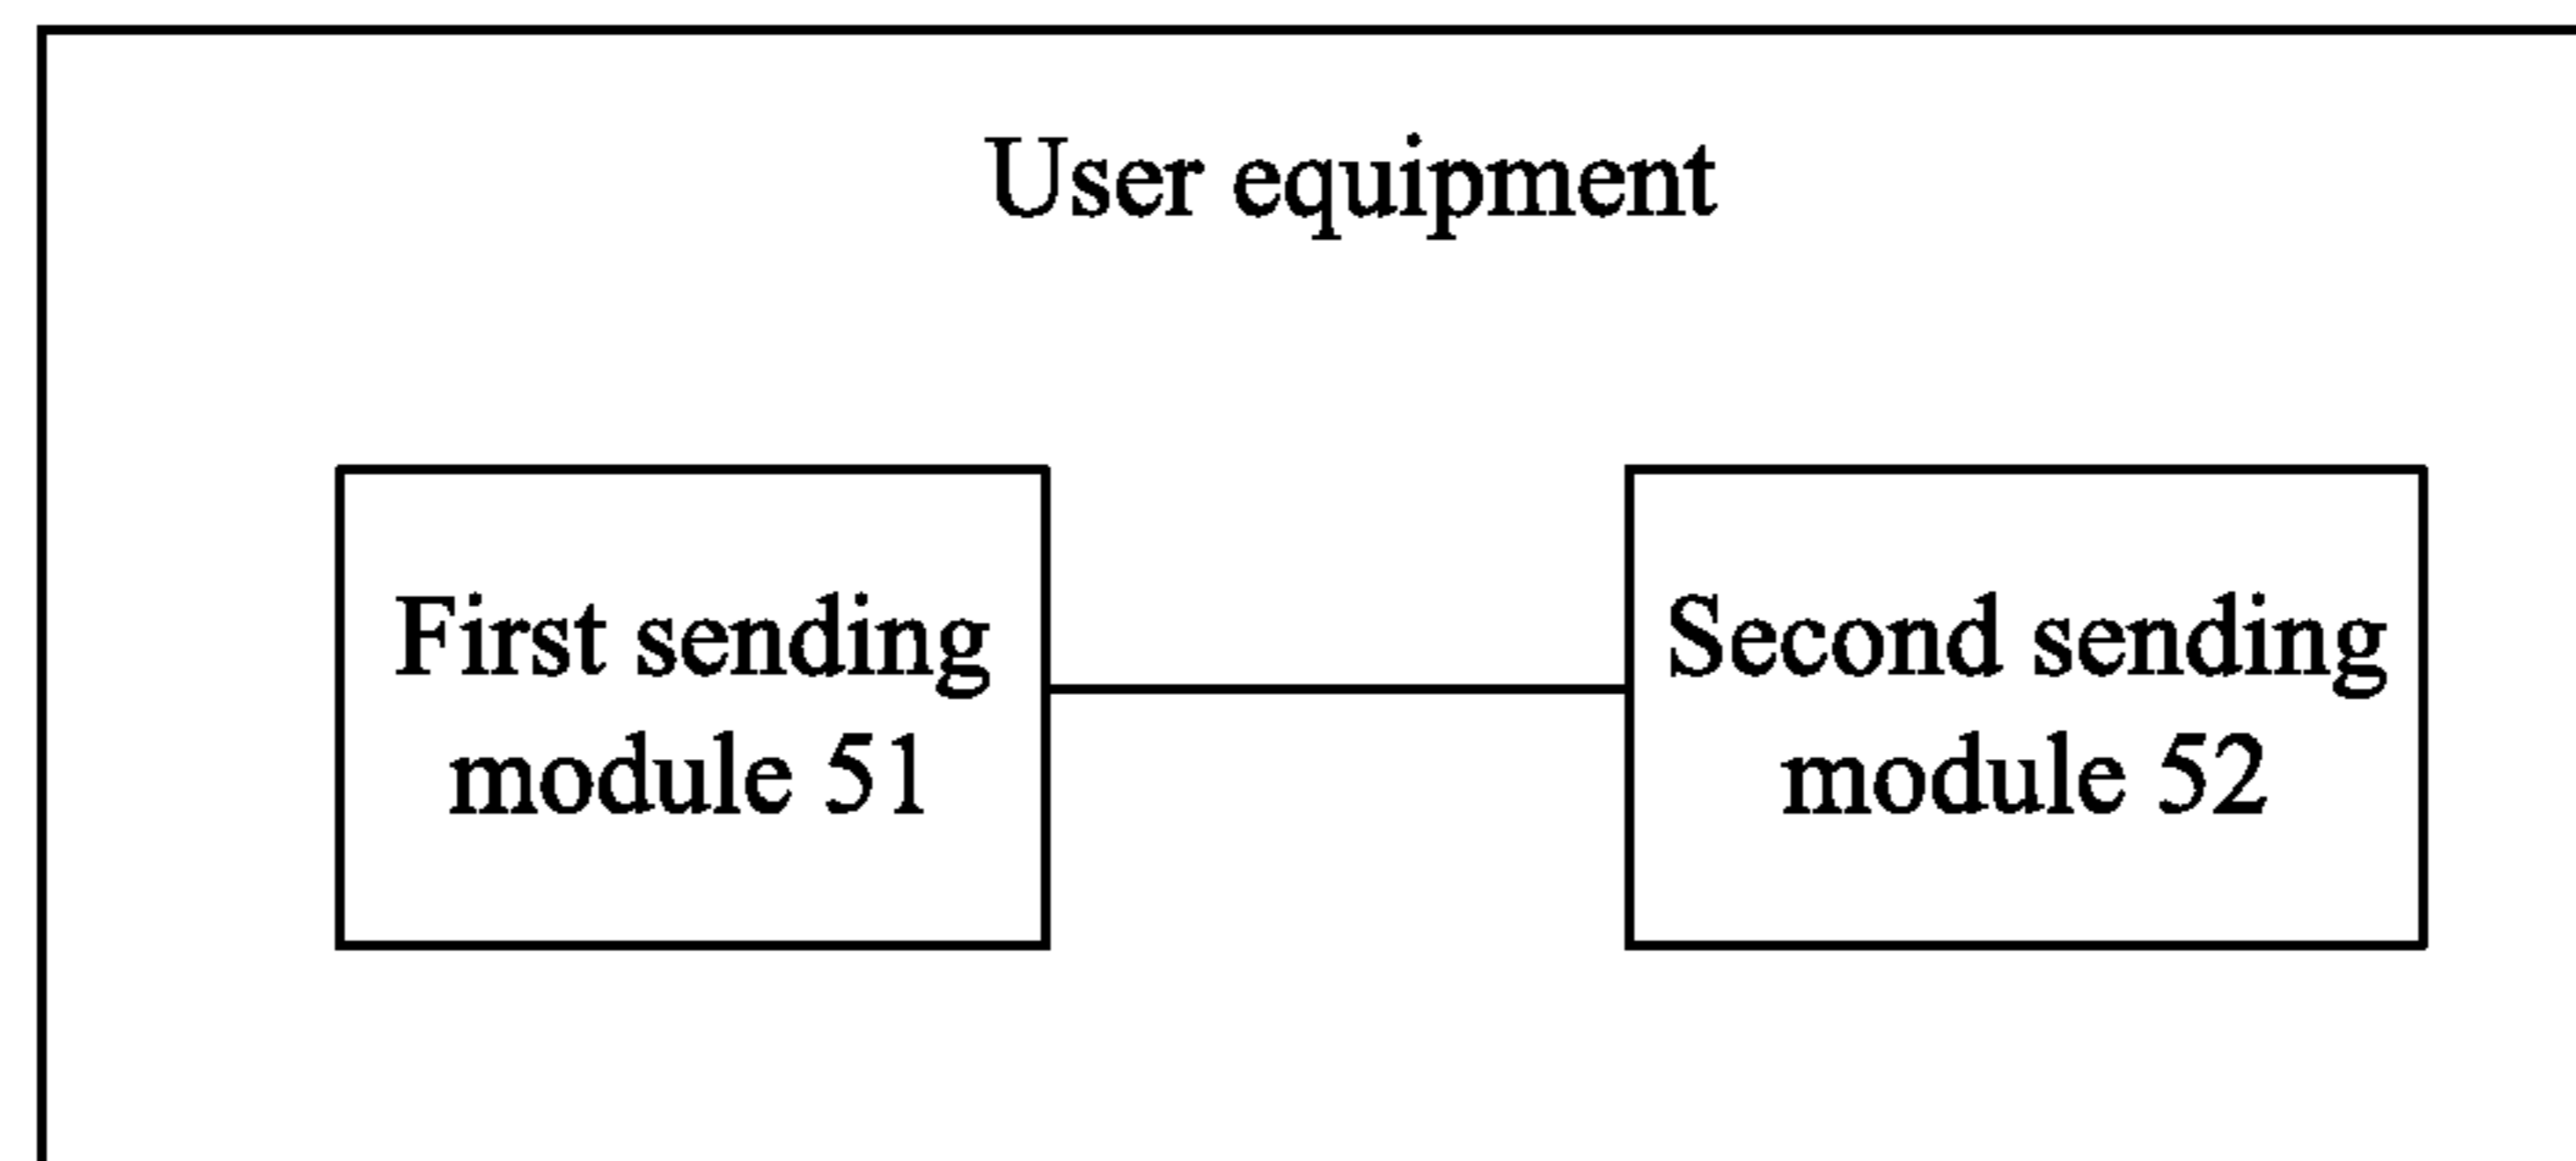 User equipment
First sending
module 51
Second sending
module 52